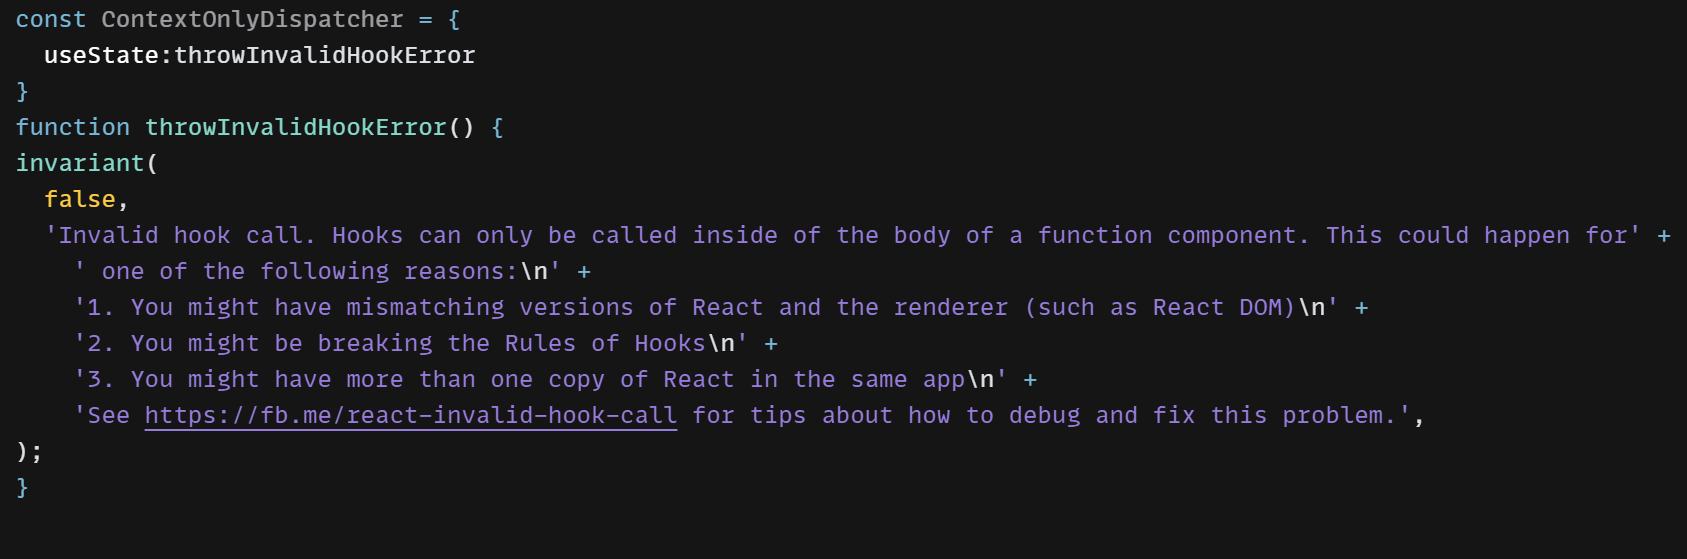 const ContextOnlyDispatcher = {
  useState:throwInvalidHookError
}
function throwInvalidHookError() {
invariant(
  false,
  'Invalid hook call. Hooks can only be called inside of the body of a function component. This could happen for' +
    ' one of the following reasons:\n' +
    '1. You might have mismatching versions of React and the renderer (such as React DOM)\n' +
    '2. You might be breaking the Rules of Hooks\n' +
    '3. You might have more than one copy of React in the same app\n' +
    'See https://fb.me/react-invalid-hook-call for tips about how to debug and fix this problem.',
);
}